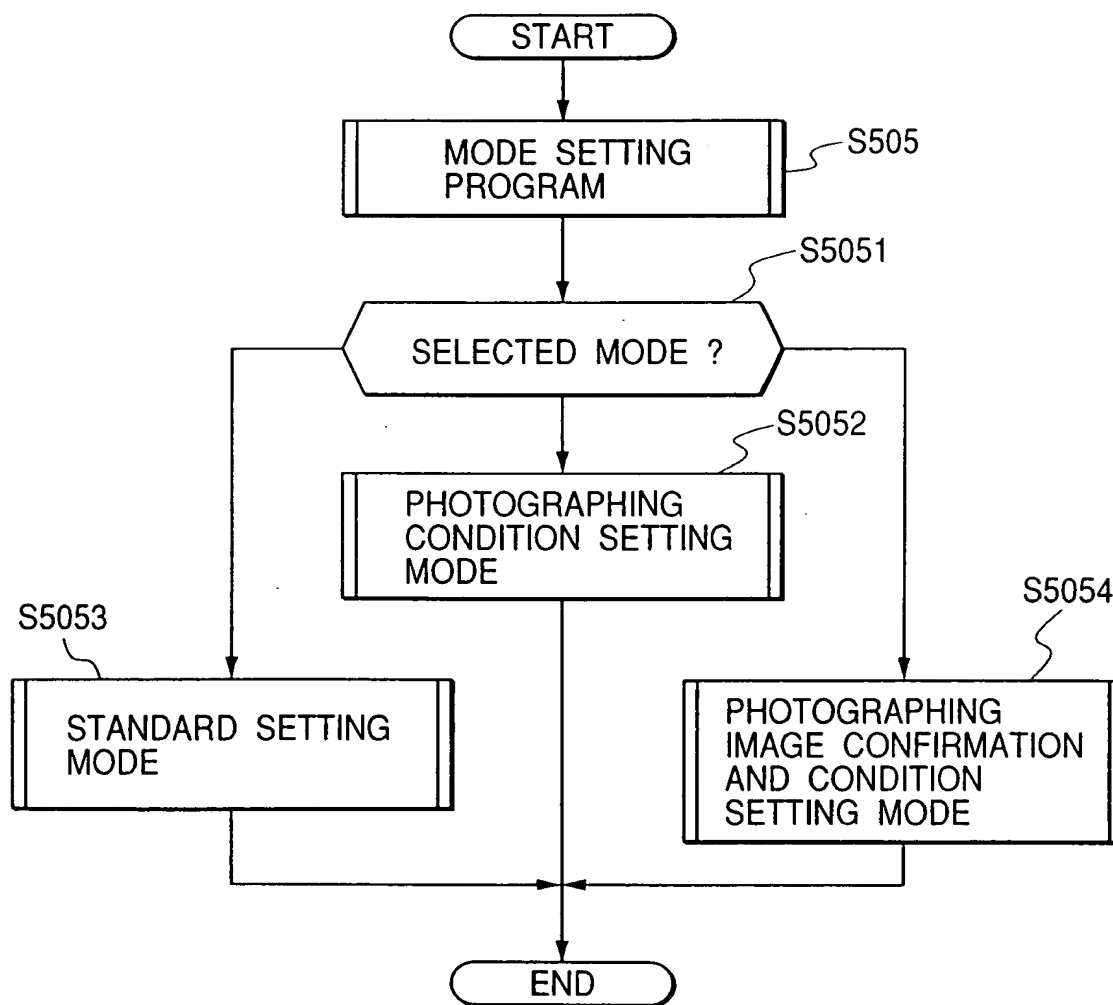 START
MODE SETTING
PROGRAM
S505
S5051
SELECTED MODE ?
S5052
PHOTOGRAPHING
CONDITION SETTING
MODE
S5053
STANDARD SETTING
MODE
S5054
PHOTOGRAPHING
IMAGE CONFIRMATION
AND CONDITION
SETTING MODE
END